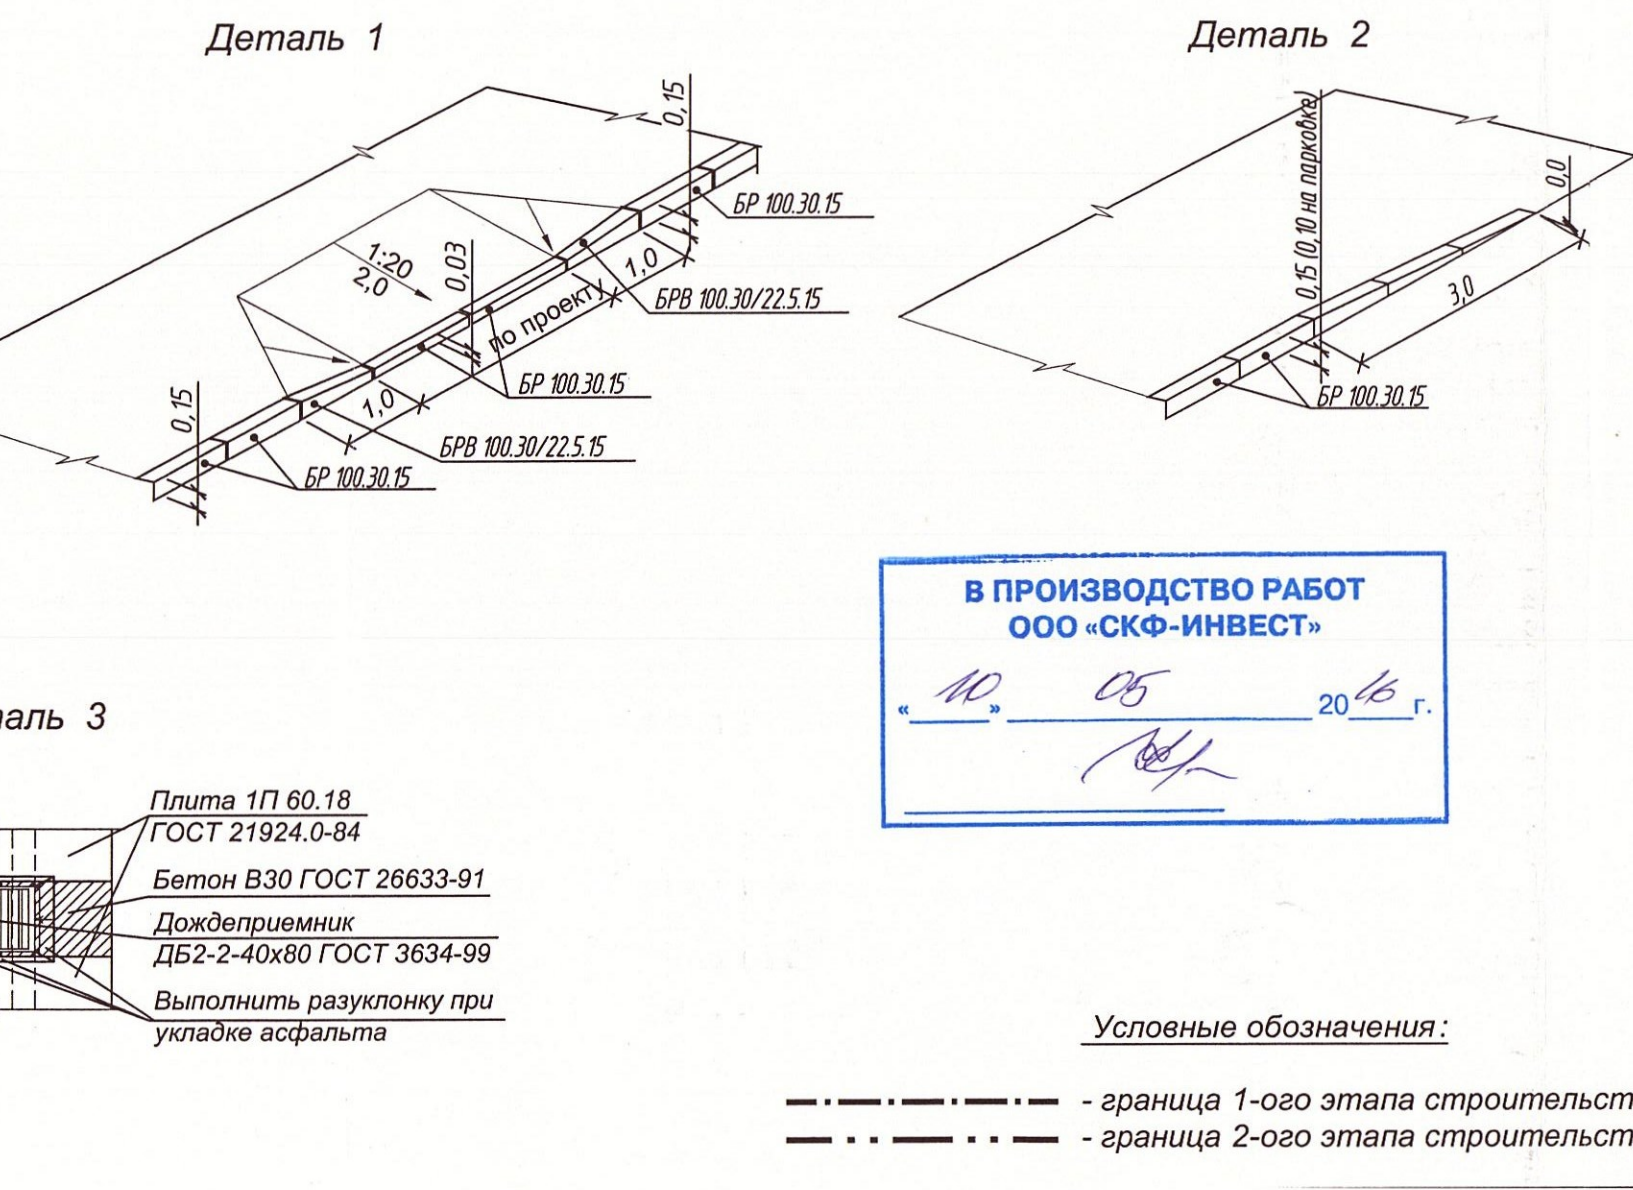 Деталь 1
0,15
БР 100.30.15
1:20
2,0
0,03
1,0
по проекту
БРВ 100.30/22.5.15
БР 100.30.15
0,15
1,0
БРВ 100.30/22.5.15
БР 100.30.15
Деталь 2
0,15 (0,10 на парковке)
0,0
3,0
БР 100.30.15
В ПРОИЗВОДСТВО РАБОТ
ООО «СКФ-ИНВЕСТ»
«10» 05 2016 г.
аль 3
Плита 1П 60.18
ГОСТ 21924.0-84
Бетон В30 ГОСТ 26633-91
Дождеприемник
ДБ2-2-40х80 ГОСТ 3634-99
Выполнить разуклонку при
укладке асфальта
Условные обозначения:
- граница 1-ого этапа строительст
- граница 2-ого этапа строительст